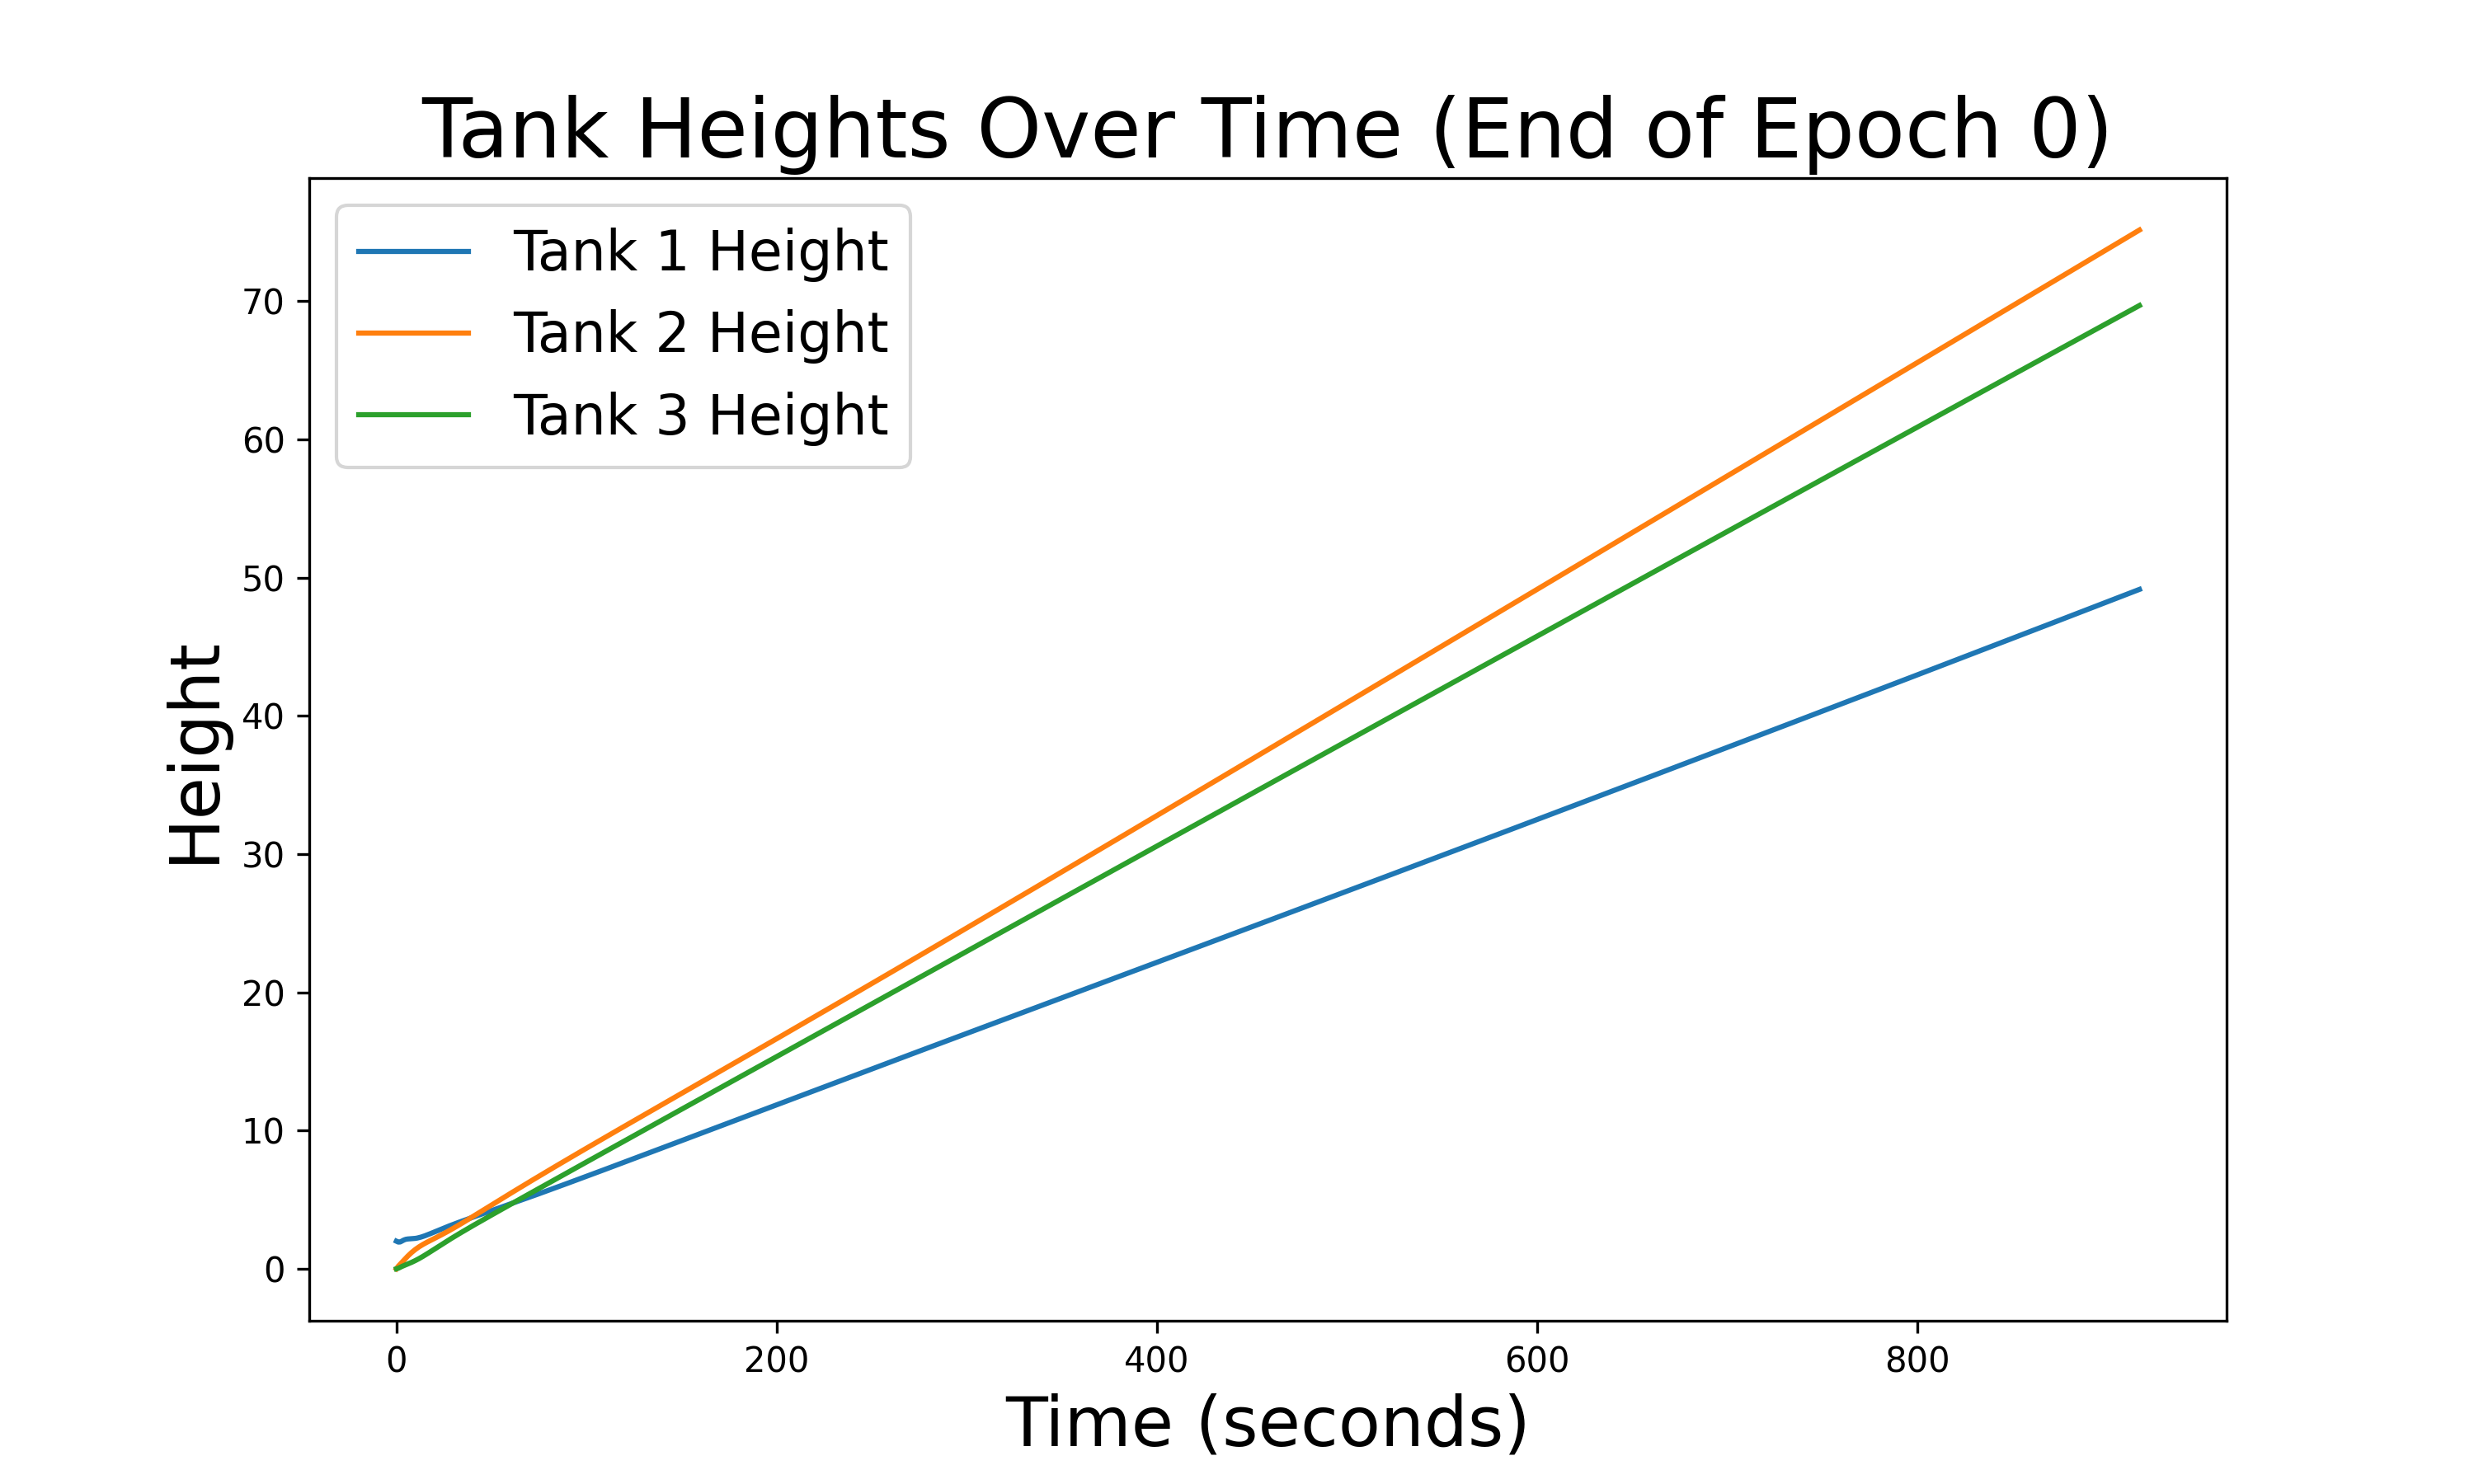 Tank Heights Over Time (End of Epoch 0)
Tank 1 Height
Tank 2 Height
Tank 3 Height
70
60
50
40
30
20
10
0
Height
0 200 400 600 800
Time (seconds)